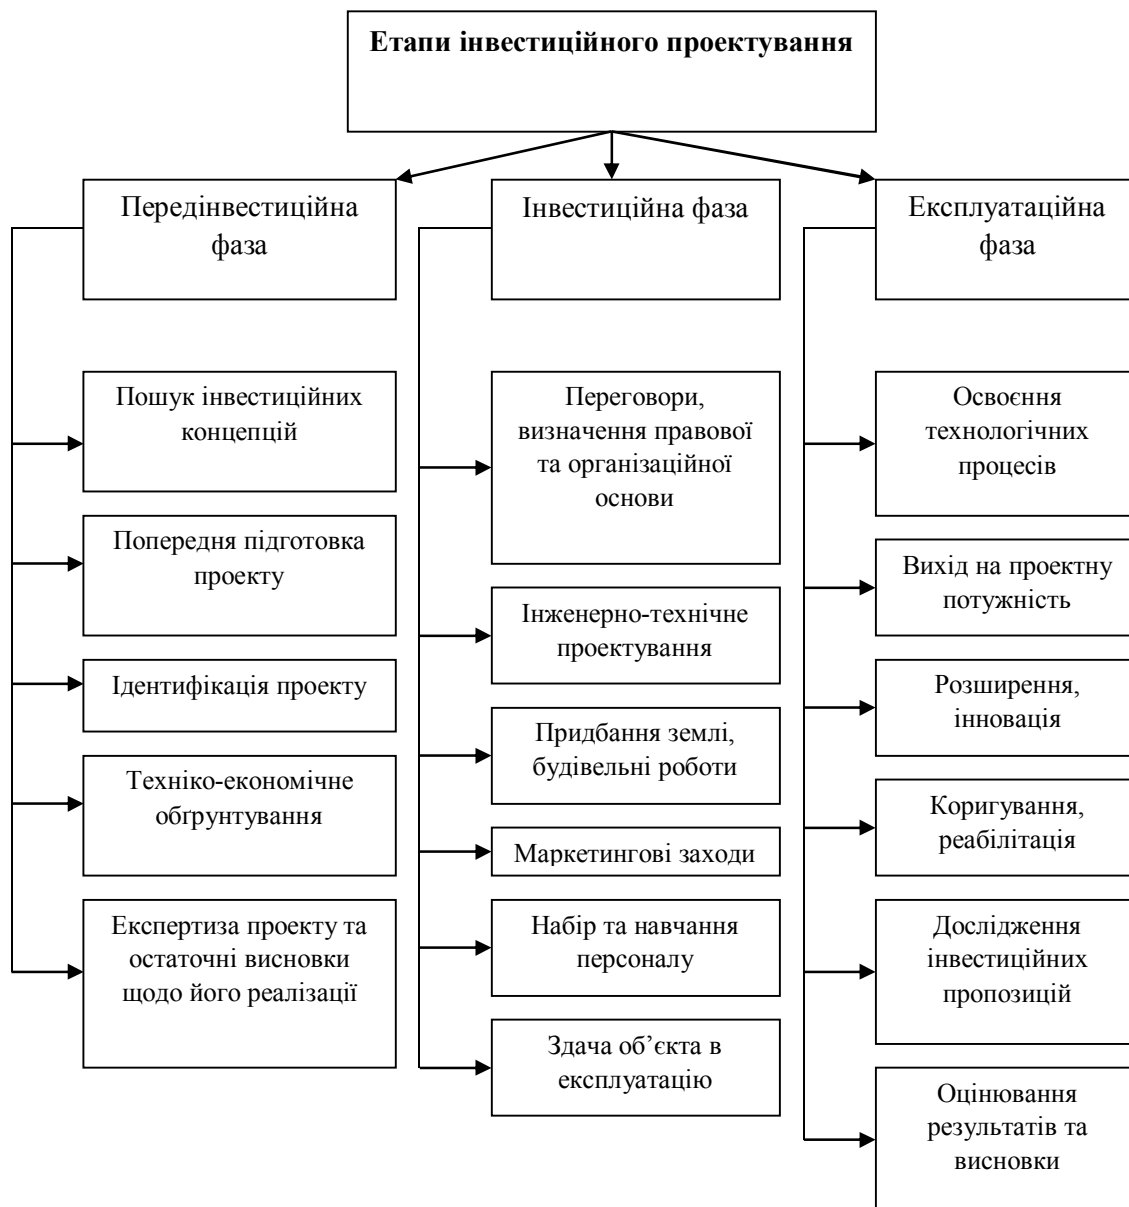 Етапи інвестиційного проектування
Передінвестиційна
фаза
Пошук інвестиційних
концепцій
Попередня підготовка
проекту
Ідентифікація проекту
Техніко-економічне
обґрунтування
Експертиза проекту та
остаточні висновки
щодо його реалізації
Інвестиційна фаза
Переговори,
визначення правової
та організаційної
основи
Інженерно-технічне
проектування
Придбання землі,
будівельні роботи
Маркетингові заходи
Набір та навчання
персоналу
Здача об’єкта в
експлуатацію
Експлуатаційна
фаза
Освоєння
технологічних
процесів
Вихід на проектну
потужність
Розширення,
інновація
Коригування,
реабілітація
Дослідження
інвестиційних
пропозицій
Оцінювання
результатів та
висновки